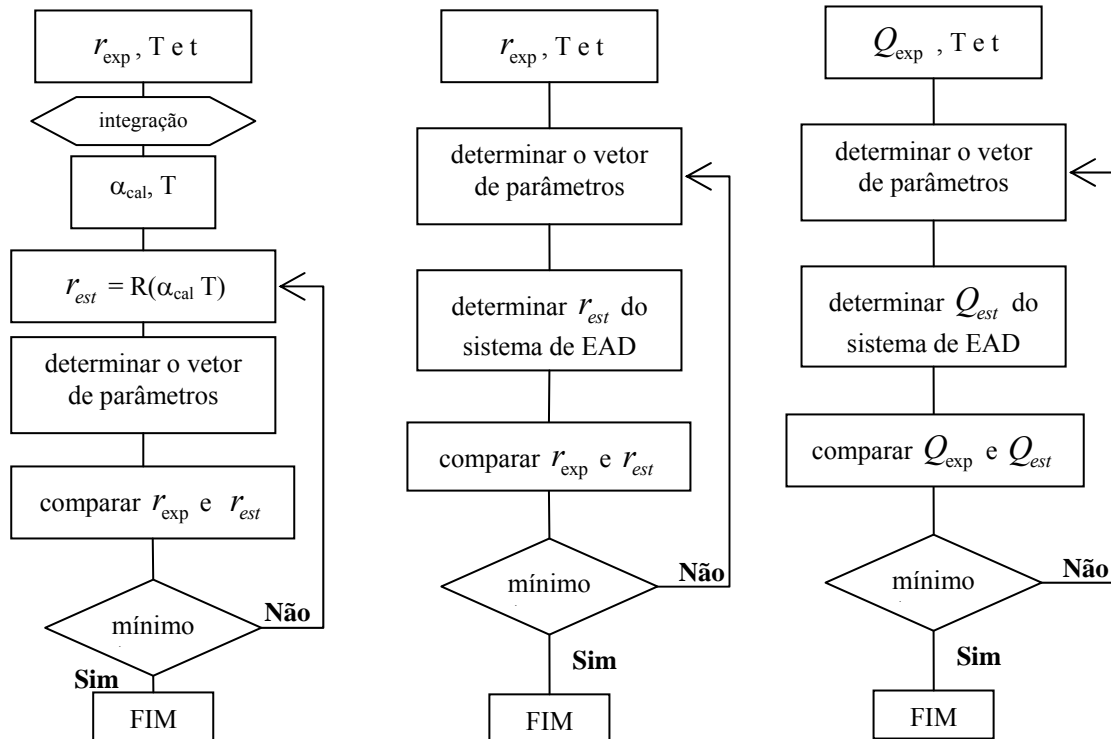 r_exp , T e t
integração
α_cal, T
r_est = R(α_cal T)
determinar o vetor
de parâmetros
comparar r_exp e r_est
mínimo
Não
Sim
FIM
r_exp , T e t
determinar o vetor
de parâmetros
determinar r_est do
sistema de EAD
comparar r_exp e r_est
mínimo
Não
Sim
FIM
Q_exp , T e t
determinar o vetor
de parâmetros
determinar Q_est do
sistema de EAD
comparar Q_exp e Q_est
mínimo
Não
Sim
FIM